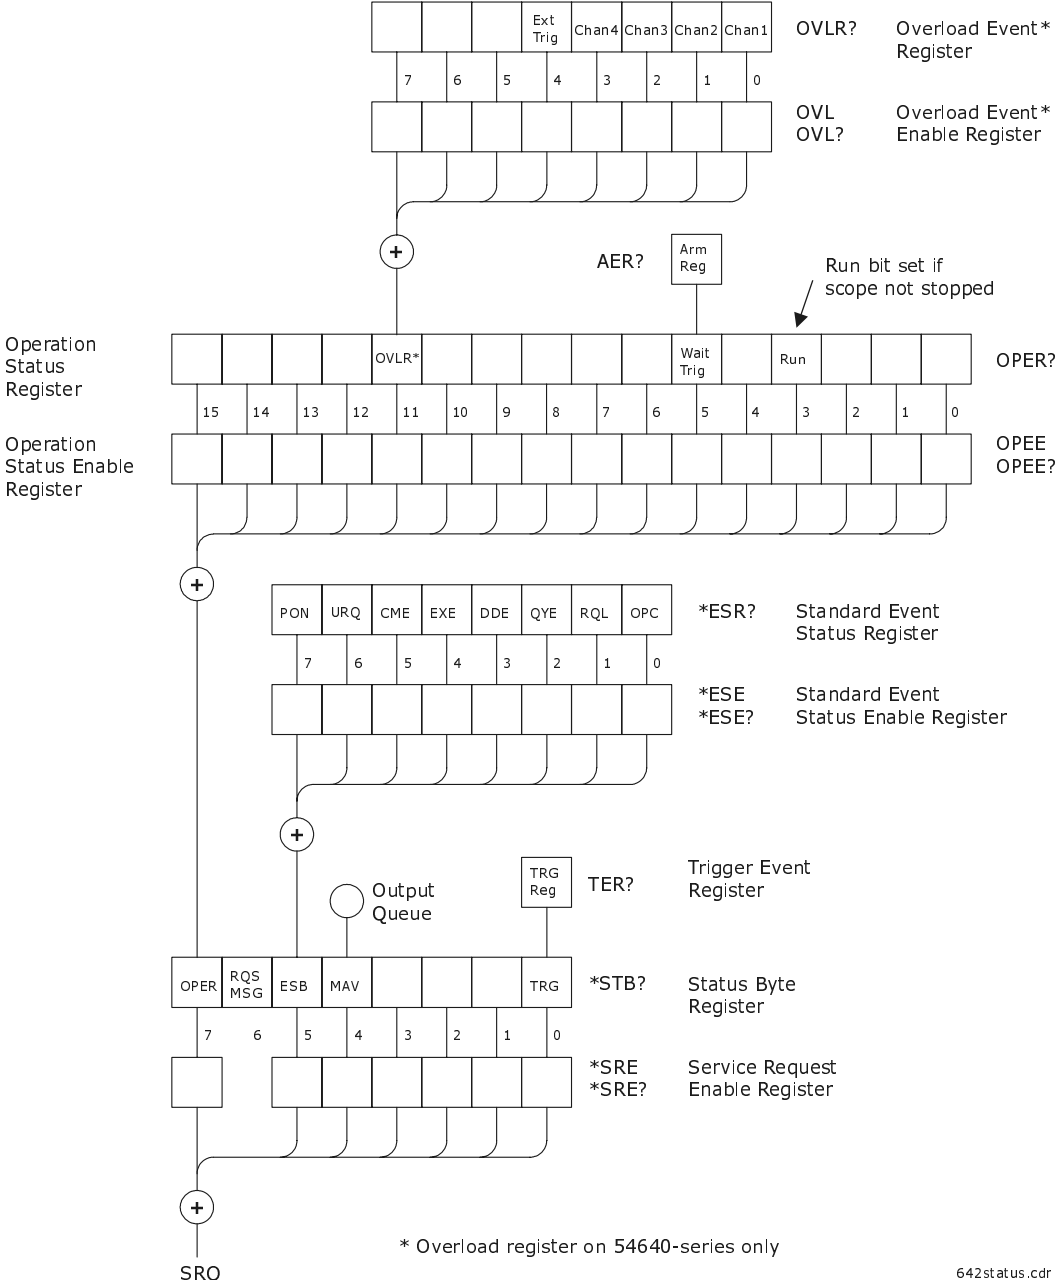 Ext
Trig
Chan4 Chan3 Chan2 Chan1
OVLR?
Overload Event*
Register
7 6 5 4 3 2 1 0
OVL
OVL?
Overload Event*
Enable Register
+
AER?
Arm
Reg
Run bit set if
scope not stopped
Operation
Status
Register
OVLR*
Wait
Trig
Run
OPER?
15 14 13 12 11 10 9 8 7 6 5 4 3 2 1 0
Operation
Status Enable
Register
OPEE
OPEE?
+
PON URQ CME EXE DDE QYE RQL OPC
*ESR?
Standard Event
Status Register
7 6 5 4 3 2 1 0
*ESE
*ESE?
Standard Event
Status Enable Register
+
Output
Queue
TRG
Reg
TER?
Trigger Event
Register
OPER
RQS
MSG
ESB MAV TRG
*STB?
Status Byte
Register
7 6 5 4 3 2 1 0
*SRE
*SRE?
Service Request
Enable Register
+
SRQ
* Overload register on 54640-series only
642status.cdr